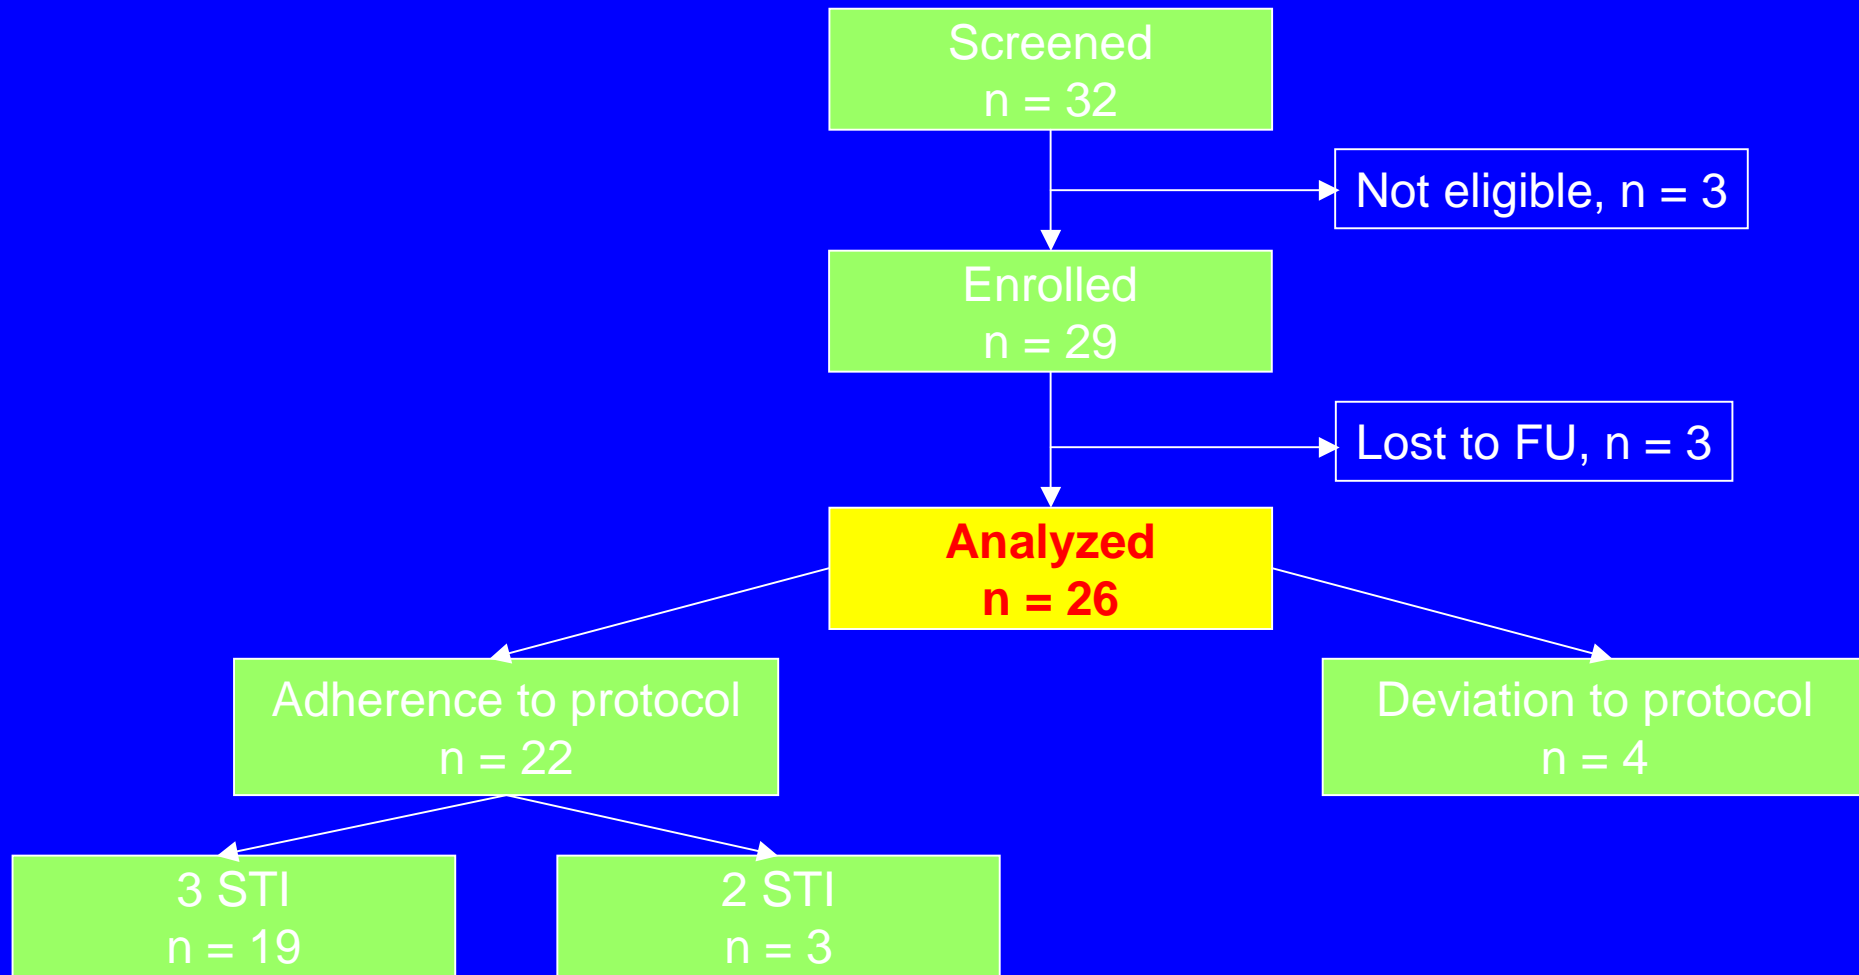 Screened
n = 32
Not eligible, n = 3
Enrolled
n = 29
Lost to FU, n = 3
Analyzed
n = 26
Adherence to protocol
n = 22
Deviation to protocol
n = 4
3 STI
n = 19
2 STI
n = 3